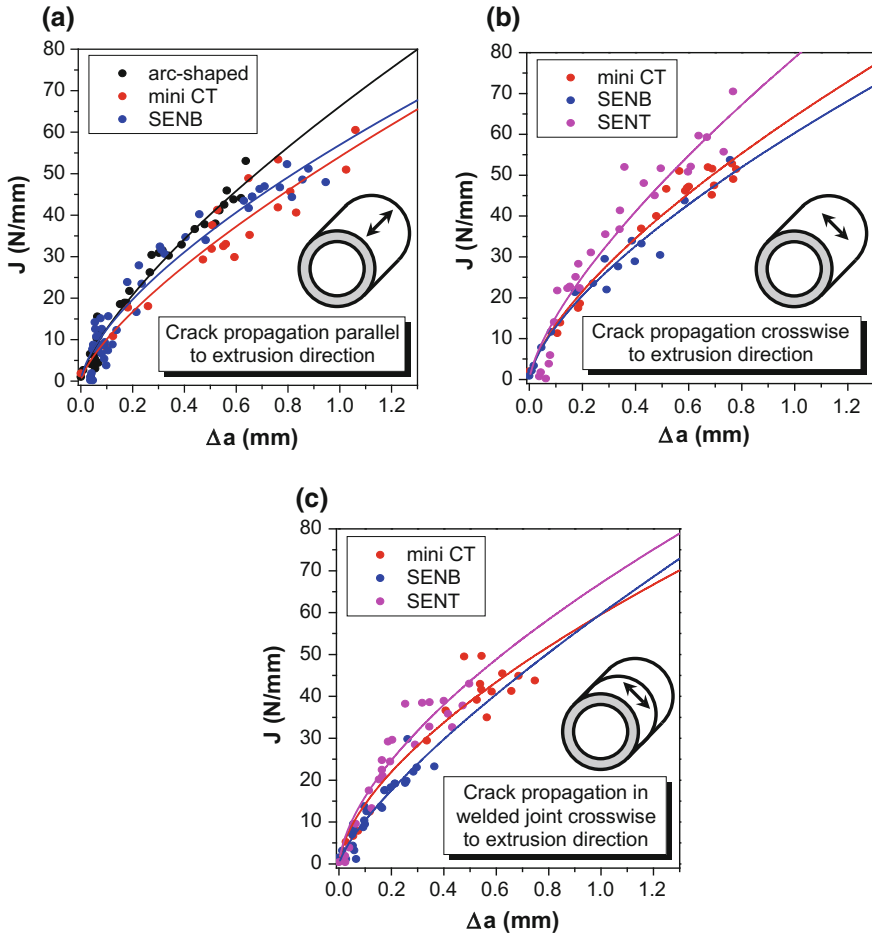 (a)
80
70
60
50
40
30
20
10
0
J (N/mm)
arc-shaped
mini CT
SENB
Crack propagation parallel
to extrusion direction
0.0 0.2 0.4 0.6 0.8 1.0 1.2
Δa (mm)
(b)
80
70
60
50
40
30
20
10
0
J (N/mm)
mini CT
SENB
SENT
Crack propagation crosswise
to extrusion direction
0.0 0.2 0.4 0.6 0.8 1.0 1.2
Δa (mm)
(c)
80
70
60
50
40
30
20
10
0
J (N/mm)
mini CT
SENB
SENT
Crack propagation in
welded joint crosswise
to extrusion direction
0.0 0.2 0.4 0.6 0.8 1.0 1.2
Δa (mm)